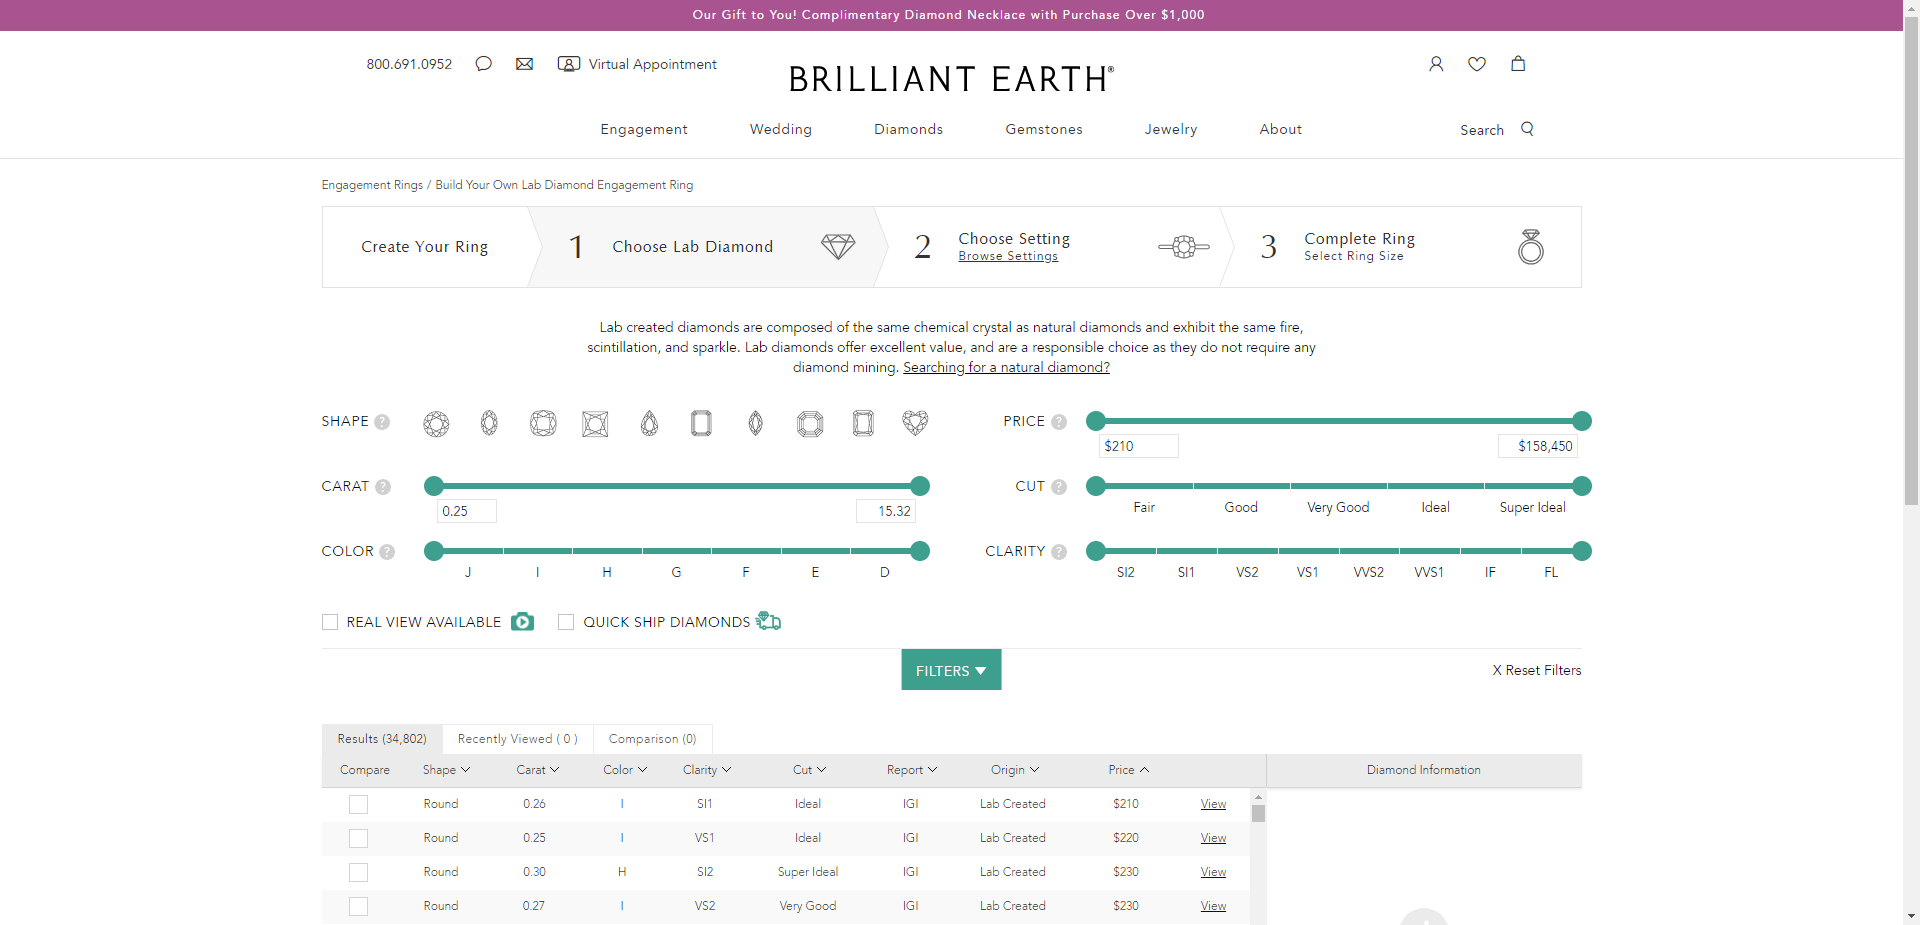 Our Gift to You! Complimentary Diamond Necklace with Purchase Over $1,000
800.691.0952
Virtual Appointment
BRILLIANT EARTH®
Engagement Wedding Diamonds Gemstones Jewelry About
Search
Engagement Rings / Build Your Own Lab Diamond Engagement Ring
Create Your Ring
1 Choose Lab Diamond
2 Choose Setting
Browse Settings
3 Complete Ring
Select Ring Size
Lab created diamonds are composed of the same chemical crystal as natural diamonds and exhibit the same fire,
scintillation, and sparkle. Lab diamonds offer excellent value, and are a responsible choice as they do not require any
diamond mining. Searching for a natural diamond?
SHAPE ?
PRICE ?
$210 $158,450
CARAT ?
0.25 15.32
CUT ?
Fair Good Very Good Ideal Super Ideal
COLOR ?
J I H G F E D
CLARITY ?
SI2 SI1 VS2 VS1 VVS2 VVS1 IF FL
REAL VIEW AVAILABLE
QUICK SHIP DIAMONDS
FILTERS
X Reset Filters
Results (34,802) Recently Viewed ( 0 ) Comparison (0)
Compare Shape Carat Color Clarity Cut Report Origin Price Diamond Information
Round 0.26 I SI1 Ideal IGI Lab Created $210 View
Round 0.25 I VS1 Ideal IGI Lab Created $220 View
Round 0.30 H SI2 Super Ideal IGI Lab Created $230 View
Round 0.27 I VS2 Very Good IGI Lab Created $230 View